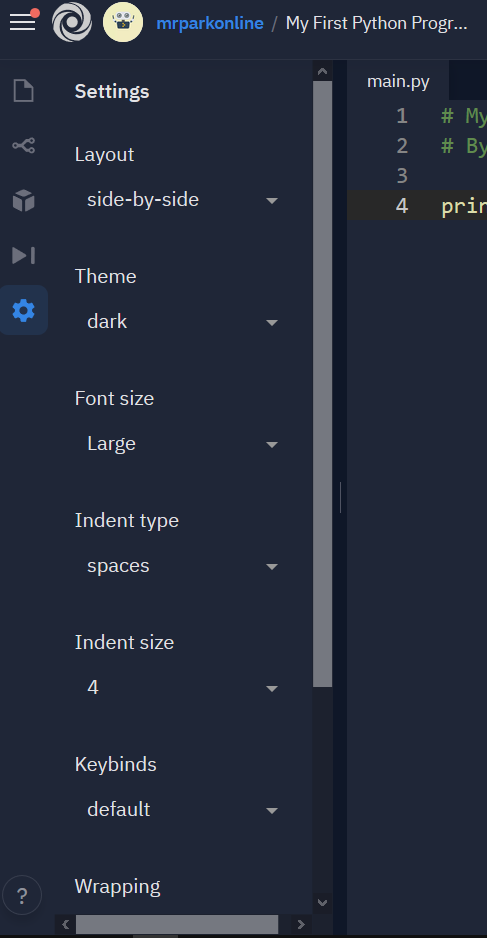 mrparkonline / My First Python Progr...
Settings
Layout
side-by-side
Theme
dark
Font size
Large
Indent type
spaces
Indent size
4
Keybinds
default
Wrapping
?
main.py
1 # My
2 # By
3
4 prin